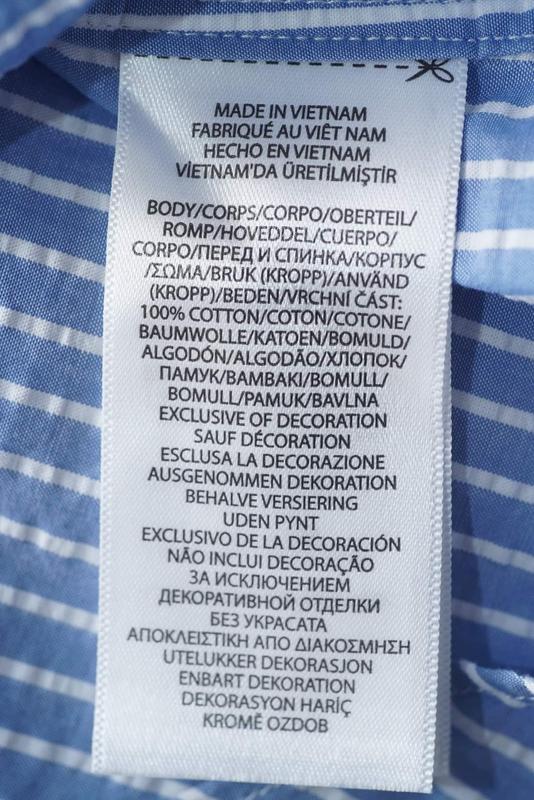 MADE IN VIETNAM
FABRIQUÉ AU VIÊT NAM
HECHO EN VIETNAM
VİETNAM'DA ÜRETİLMİŞTİR
BODY/CORPS/CORPO/OBERTEIL/
ROMP/HOVEDDEL/CUERPO/
CORPO/ПЕРЕД И СПИНКА/КОРПУС
/ΣΩΜΑ/BRUK (KROPP)/ANVÄND
(KROPP)/BEDEN/VRCHNÍ ČÁST:
100% COTTON/COTON/COTONE/
BAUMWOLLE/KATOEN/BOMULD/
ALGODÓN/ALGODÃO/ХЛОПОК/
ПАМУК/ΒΑΜΒΑΚΙ/BOMULL/
BOMULL/PAMUK/BAVLNA
EXCLUSIVE OF DECORATION
SAUF DÉCORATION
ESCLUSA LA DECORAZIONE
AUSGENOMMEN DEKORATION
BEHALVE VERSIERING
UDEN PYNT
EXCLUSIVO DE LA DECORACIÓN
NÃO INCLUI DECORAÇÃO
ЗА ИСКЛЮЧЕНИЕМ
ДЕКОРАТИВНОЙ ОТДЕЛКИ
БЕЗ УКРАСАТА
ΑΠΟΚΛΕΙΣΤΙΚΗ ΑΠΟ ΔΙΑΚΟΣΜΗΣΗ
UTELUKKER DEKORASJON
ENBART DEKORATION
DEKORASYON HARİÇ
KROMĚ OZDOB